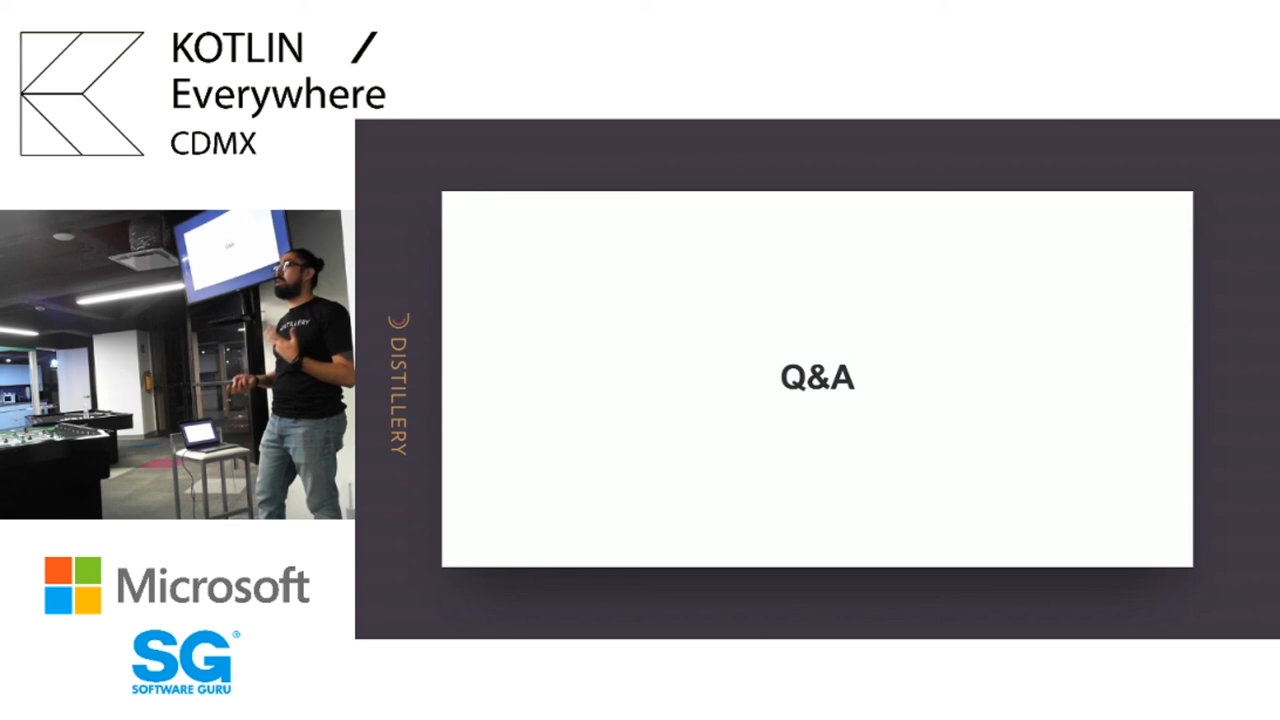 KOTLIN /
Everywhere
CDMX
DISTILLERY
Q&A
Microsoft
SG®
SOFTWARE GURU